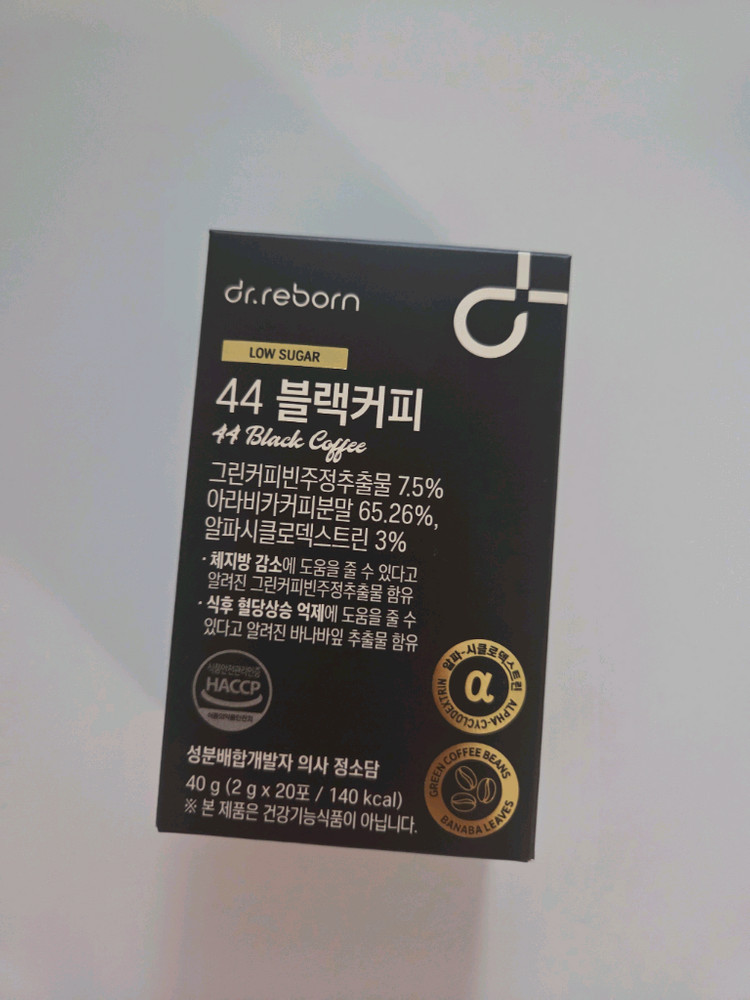 dr.reborn
LOW SUGAR
44 블랙커피
44 Black Coffee
그린커피빈주정추출물 7.5%
아라비카커피분말 65.26%,
알파시클로덱스트린 3%
· 체지방 감소에 도움을 줄 수 있다고
알려진 그린커피빈주정추출물 함유
· 식후 혈당상승 억제에 도움을 줄 수
있다고 알려진 바나바잎 추출물 함유
알파-시클로덱스트린
α
ALPHA-CYCLODEXTRIN
HACCP
GREEN COFFEE BEANS
BANABA LEAVES
성분배합개발자 의사 정소담
40 g (2 g x 20포 / 140 kcal)
※ 본 제품은 건강기능식품이 아닙니다.